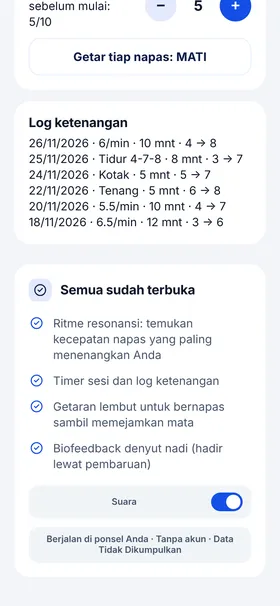 sebelum mulai:
5/10
− 5 +
Getar tiap napas: MATI
Log ketenangan
26/11/2026 · 6/min · 10 mnt · 4 → 8
25/11/2026 · Tidur 4-7-8 · 8 mnt · 3 → 7
24/11/2026 · Kotak · 5 mnt · 5 → 7
22/11/2026 · Tenang · 5 mnt · 6 → 8
20/11/2026 · 5.5/min · 10 mnt · 4 → 7
18/11/2026 · 6.5/min · 12 mnt · 3 → 6
Semua sudah terbuka
Ritme resonansi: temukan
kecepatan napas yang paling
menenangkan Anda
Timer sesi dan log ketenangan
Getaran lembut untuk bernapas
sambil memejamkan mata
Biofeedback denyut nadi (hadir
lewat pembaruan)
Suara
Berjalan di ponsel Anda · Tanpa akun · Data
Tidak Dikumpulkan